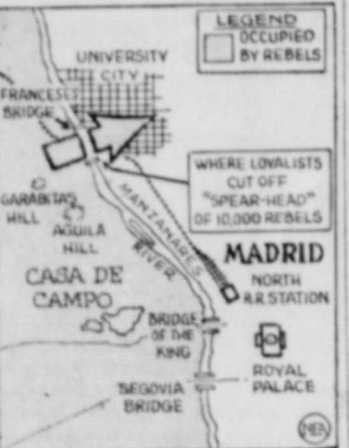 LEGEND
OCCUPIED
BY REBELS
UNIVERSITY
CITY
FRANCESES
BRIDGE
WHERE LOYALISTS
CUT OFF
"SPEAR-HEAD"
OF 10,000 REBELS
GARABITAS
HILL
AGUILA
HILL
MANZANARES
RIVER
MADRID
NORTH
R.R. STATION
CASA DE
CAMPO
BRIDGE
OF THE
KING
ROYAL
PALACE
SEGOVIA
BRIDGE
NEA